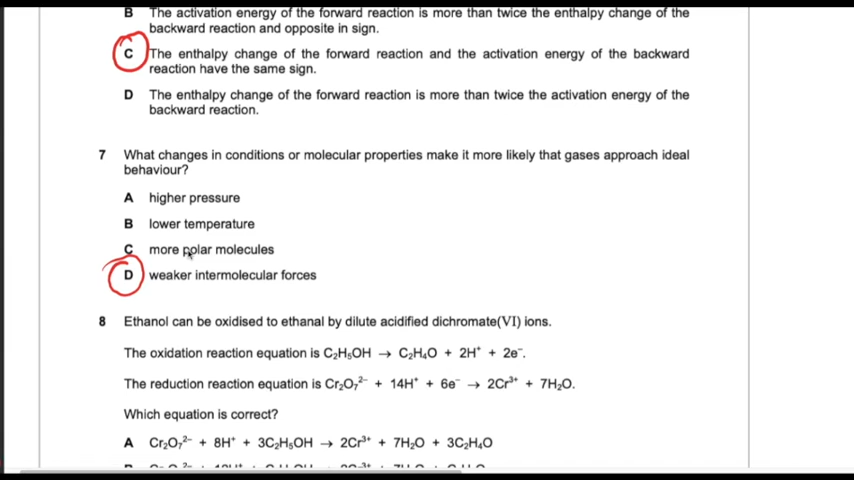 B The activation energy of the forward reaction is more than twice the enthalpy change of the
backward reaction and opposite in sign.
C The enthalpy change of the forward reaction and the activation energy of the backward
reaction have the same sign.
D The enthalpy change of the forward reaction is more than twice the activation energy of the
backward reaction.
7 What changes in conditions or molecular properties make it more likely that gases approach ideal
behaviour?
A higher pressure
B lower temperature
C more polar molecules
D weaker intermolecular forces
8 Ethanol can be oxidised to ethanal by dilute acidified dichromate(VI) ions.
The oxidation reaction equation is C₂H₅OH → C₂H₄O + 2H⁺ + 2e⁻.
The reduction reaction equation is Cr₂O₇²⁻ + 14H⁺ + 6e⁻ → 2Cr³⁺ + 7H₂O.
Which equation is correct?
A Cr₂O₇²⁻ + 8H⁺ + 3C₂H₅OH → 2Cr³⁺ + 7H₂O + 3C₂H₄O